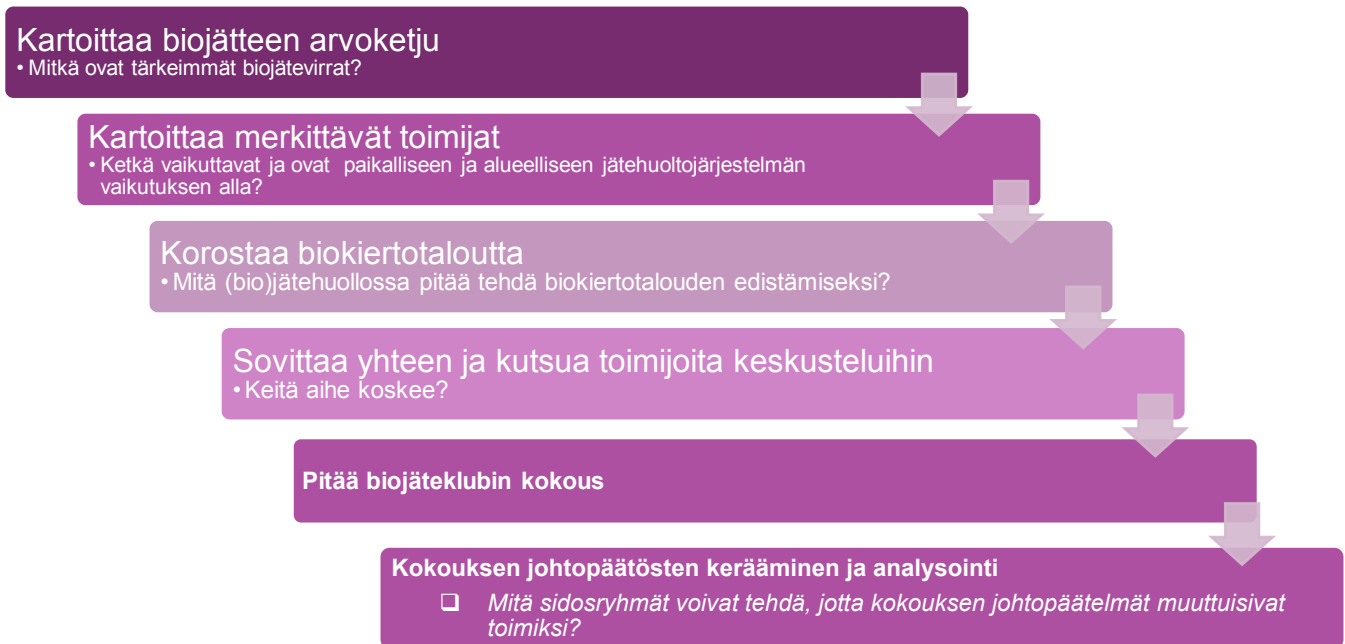 Kartoittaa biojätteen arvoketju
• Mitkä ovat tärkeimmät biojätevirrat?
Kartoittaa merkittävät toimijat
• Ketkä vaikuttavat ja ovat paikalliseen ja alueelliseen jätehuoltojärjestelmän
vaikutuksen alla?
Korostaa biokiertotaloutta
• Mitä (bio)jätehuollossa pitää tehdä biokiertotalouden edistämiseksi?
Sovittaa yhteen ja kutsua toimijoita keskusteluihin
• Keitä aihe koskee?
Pitää biojäteklubin kokous
Kokouksen johtopäätösten kerääminen ja analysointi
❑ Mitä sidosryhmät voivat tehdä, jotta kokouksen johtopäätelmät muuttuisivat
toimiksi?